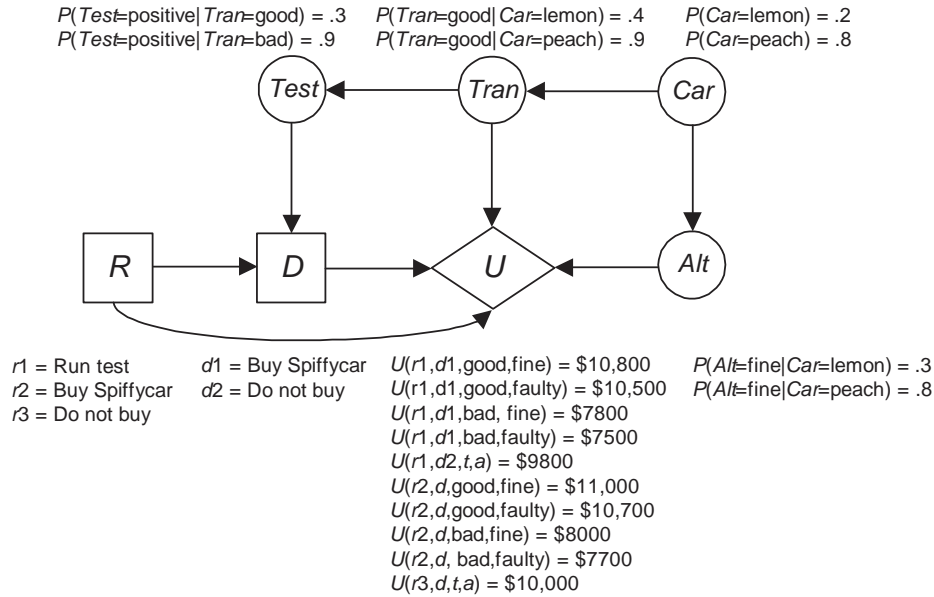 P(Test=positive|Tran=good) = .3 P(Tran=good|Car=lemon) = .4 P(Car=lemon) = .2
P(Test=positive|Tran=bad) = .9 P(Tran=good|Car=peach) = .9 P(Car=peach) = .8
Test Tran Car
R D U Alt
r1 = Run test d1 = Buy Spiffycar U(r1,d1,good,fine) = $10,800 P(Alt=fine|Car=lemon) = .3
r2 = Buy Spiffycar d2 = Do not buy U(r1,d1,good,faulty) = $10,500 P(Alt=fine|Car=peach) = .8
r3 = Do not buy U(r1,d1,bad, fine) = $7800
U(r1,d1,bad,faulty) = $7500
U(r1,d2,t,a) = $9800
U(r2,d,good,fine) = $11,000
U(r2,d,good,faulty) = $10,700
U(r2,d,bad,fine) = $8000
U(r2,d, bad,faulty) = $7700
U(r3,d,t,a) = $10,000